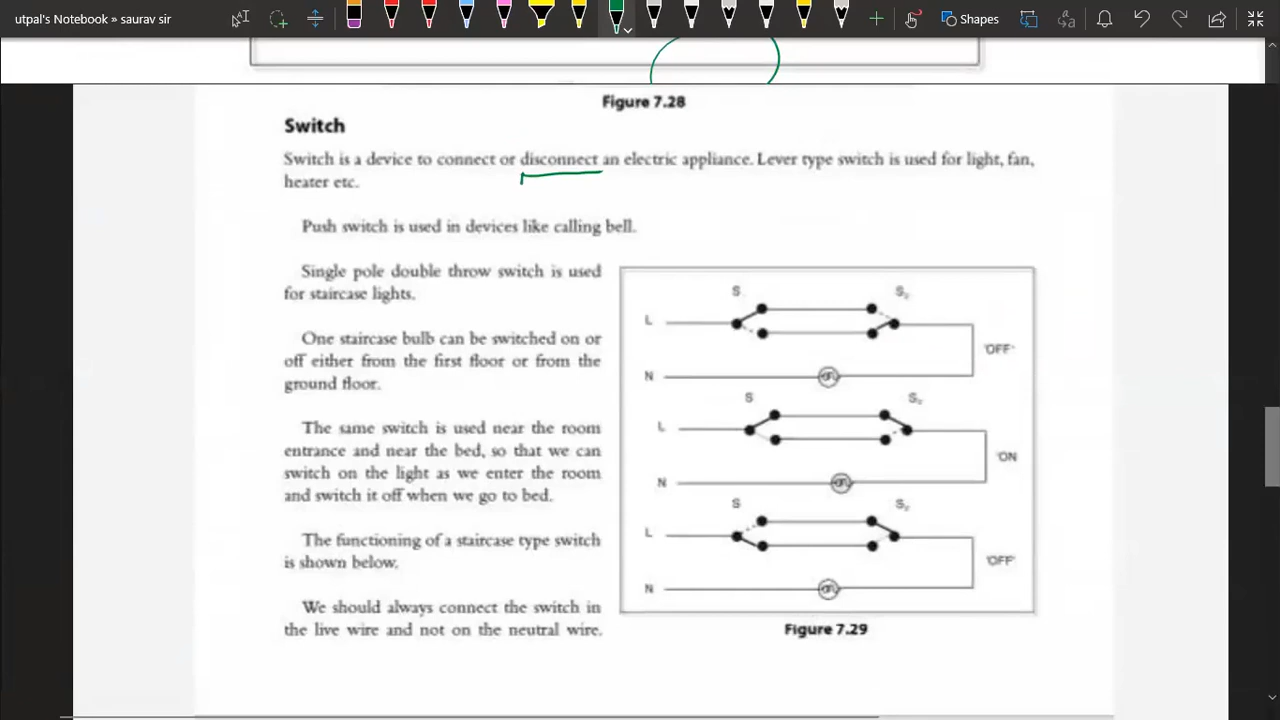 utpal's Notebook » saurav sir
Shapes
Figure 7.28
Switch
Switch is a device to connect or disconnect an electric appliance. Lever type switch is used for light, fan,
heater etc.
Push switch is used in devices like calling bell.
Single pole double throw switch is used
for staircase lights.
One staircase bulb can be switched on or
off either from the first floor or from the
ground floor.
The same switch is used near the room
entrance and near the bed, so that we can
switch on the light as we enter the room
and switch it off when we go to bed.
The functioning of a staircase type switch
is shown below.
We should always connect the switch in
the live wire and not on the neutral wire.
S S₂
L
'OFF'
N
S S₂
L
'ON
N
S S₂
L
'OFF'
N
Figure 7.29